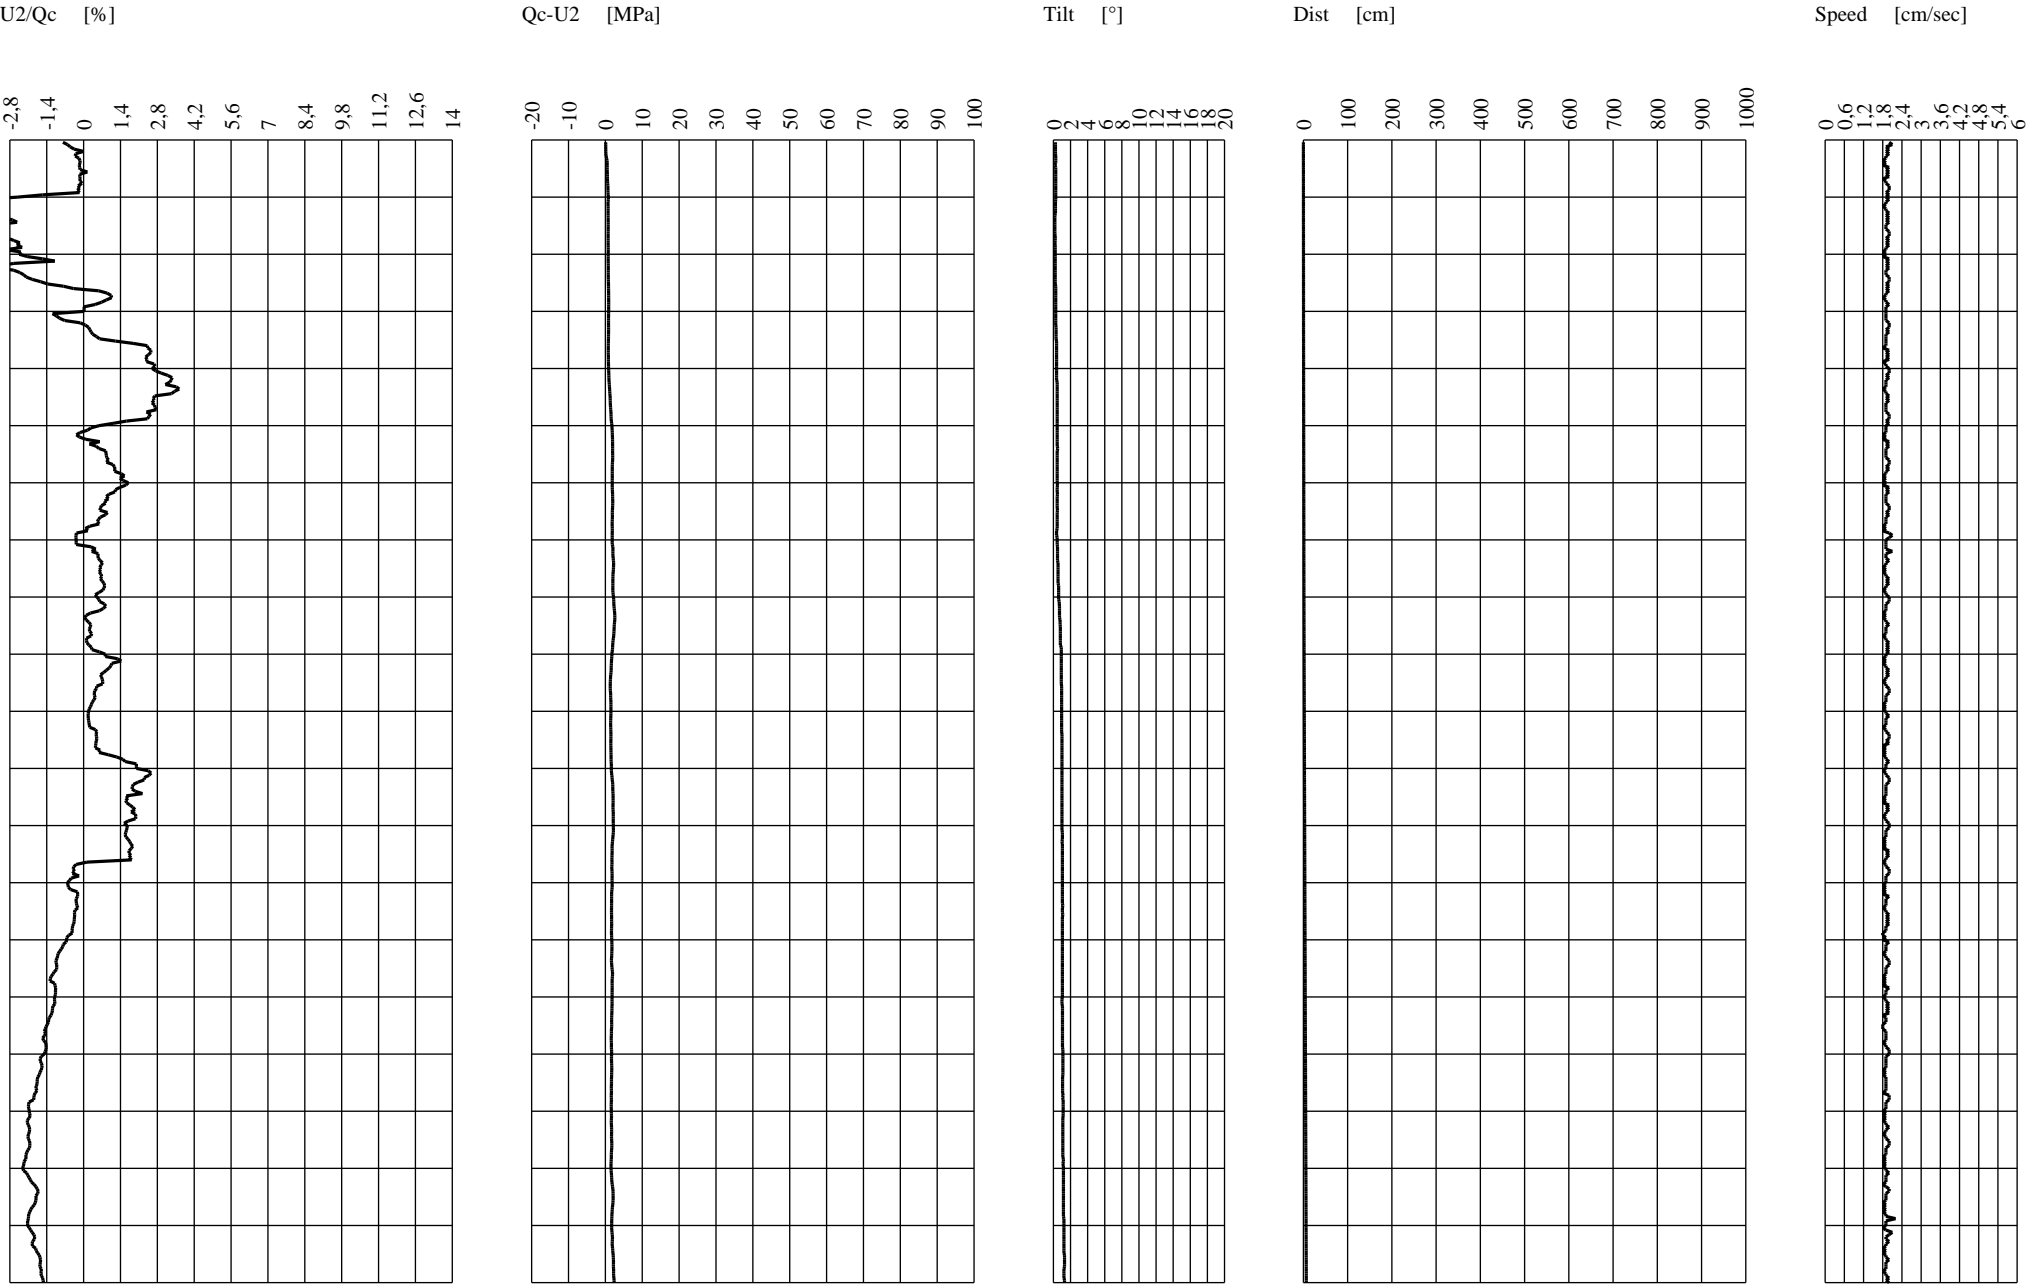 U2/Qc [%] Qc-U2 [MPa] Tilt [°] Dist [cm] Speed [cm/sec]
-2,8 -1,4 0 1,4 2,8 4,2 5,6 7 8,4 9,8 11,2 12,6 14
-20 -10 0 10 20 30 40 50 60 70 80 90 100
0 2 4 6 8 10 12 14 16 18 20
0 100 200 300 400 500 600 700 800 900 1000
0 0,6 1,2 1,8 2,4 3 3,6 4,2 4,8 5,4 6